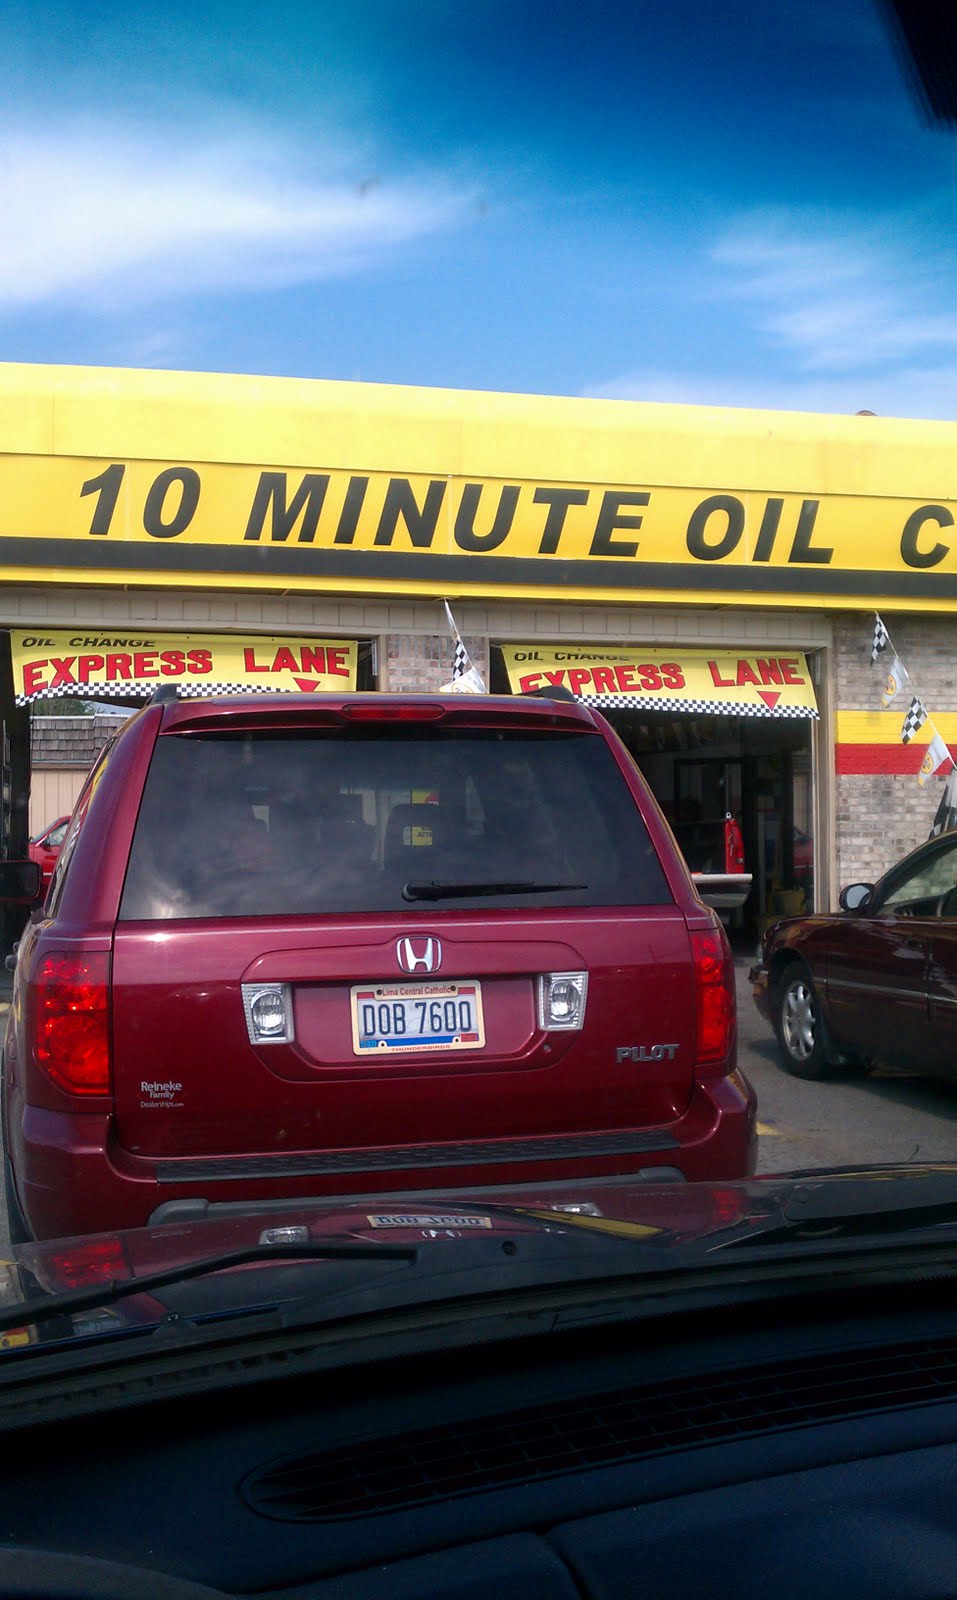 10 MINUTE OIL C
OIL CHANGE
EXPRESS LANE
OIL CHANGE
EXPRESS LANE
Lima Central Catholic
DOB 7600
THUNDERBIRDS
PILOT
Reineke
Family
Dealerships.com